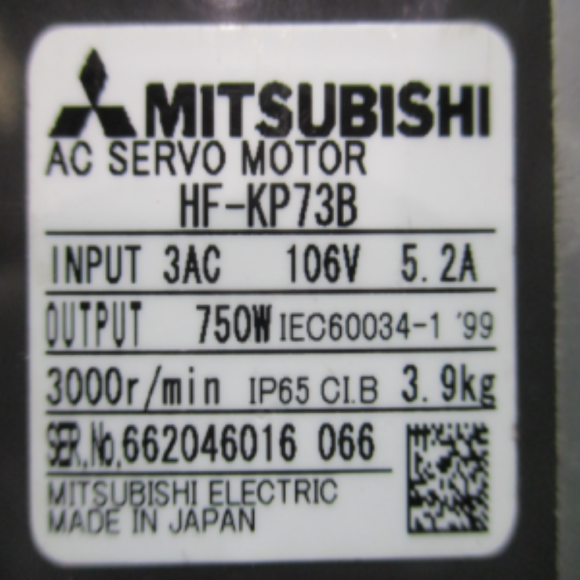 MITSUBISHI
AC SERVO MOTOR
HF-KP73B
INPUT 3AC 106V 5.2A
OUTPUT 750W IEC60034-1 '99
3000r/min IP65 CI.B 3.9kg
SER.No.662046016 066
MITSUBISHI ELECTRIC
MADE IN JAPAN